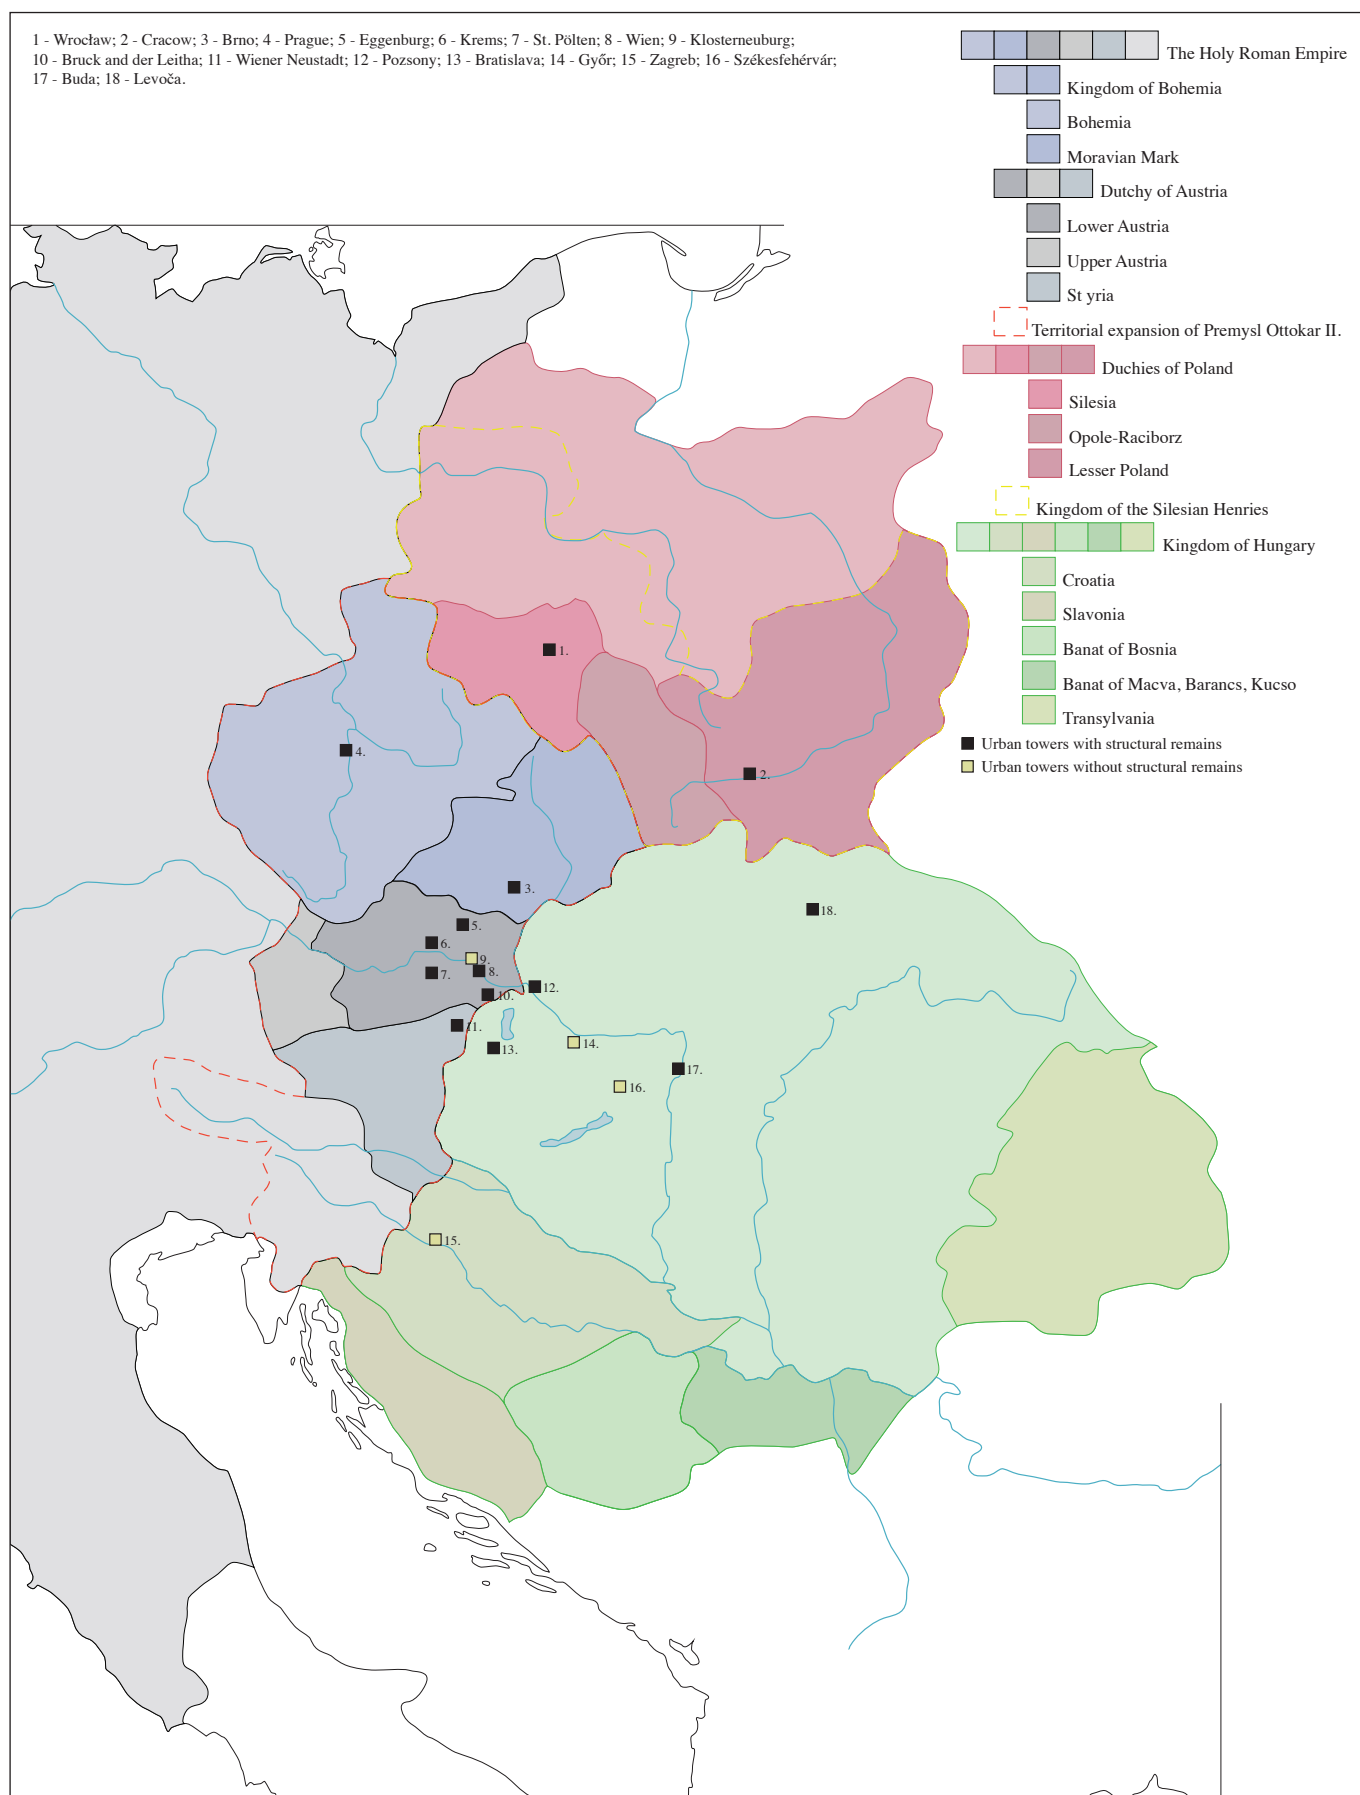 1 - Wrocław; 2 - Cracow; 3 - Brno; 4 - Prague; 5 - Eggenburg; 6 - Krems; 7 - St. Pölten; 8 - Wien; 9 - Klosterneuburg;
10 - Bruck and der Leitha; 11 - Wiener Neustadt; 12 - Pozsony; 13 - Bratislava; 14 - Győr; 15 - Zagreb; 16 - Székesfehérvár;
17 - Buda; 18 - Levoča.
The Holy Roman Empire
Kingdom of Bohemia
Bohemia
Moravian Mark
Dutchy of Austria
Lower Austria
Upper Austria
St yria
Territorial expansion of Premysl Ottokar II.
Duchies of Poland
Silesia
Opole-Raciborz
Lesser Poland
Kingdom of the Silesian Henries
Kingdom of Hungary
Croatia
Slavonia
Banat of Bosnia
Banat of Macva, Barancs, Kucso
Transylvania
Urban towers with structural remains
Urban towers without structural remains
1.
4.
2.
3.
18.
5.
6.
9.
7.
8.
12.
10.
11.
13.
14.
17.
16.
15.